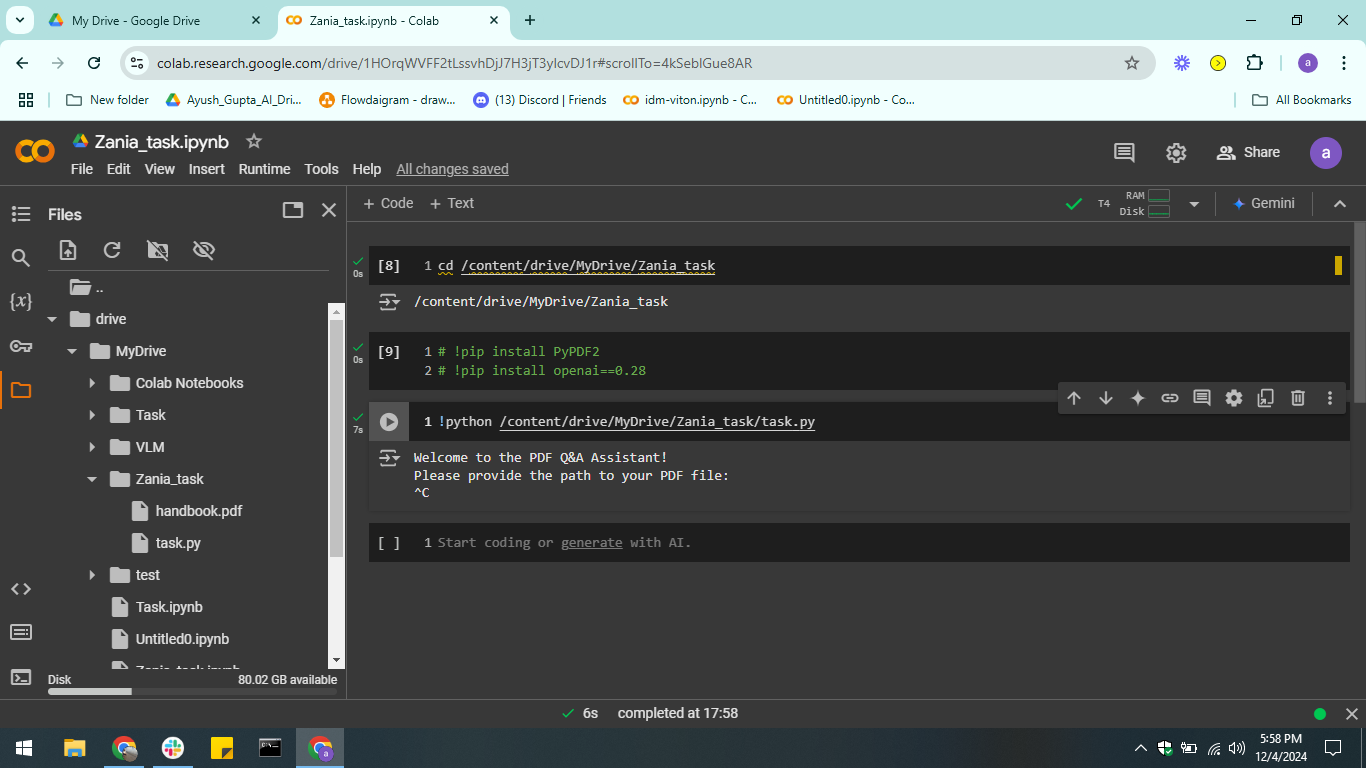 My Drive - Google Drive
Zania_task.ipynb - Colab
colab.research.google.com/drive/1HOrqWVFF2tLssvhDjJ7H3jT3yIcvDJ1r#scrollTo=4kSeblGue8AR
a
New folder
Ayush_Gupta_AI_Dri...
Flowdaigram - draw...
(13) Discord | Friends
idm-viton.ipynb - C...
Untitled0.ipynb - Co...
All Bookmarks
Zania_task.ipynb
File Edit View Insert Runtime Tools Help All changes saved
Share
a
Files
+ Code + Text
T4
RAM
Disk
Gemini
..
drive
MyDrive
Colab Notebooks
Task
VLM
Zania_task
handbook.pdf
task.py
test
Task.ipynb
Untitled0.ipynb
Zania_task.ipynb
Disk 80.02 GB available
{x}
0s
[8] 1 cd /content/drive/MyDrive/Zania_task
/content/drive/MyDrive/Zania_task
0s
[9] 1 # !pip install PyPDF2
2 # !pip install openai==0.28
7s
1 !python /content/drive/MyDrive/Zania_task/task.py
Welcome to the PDF Q&A Assistant!
Please provide the path to your PDF file:
^C
[ ] 1 Start coding or generate with AI.
6s completed at 17:58
a
5:58 PM
12/4/2024